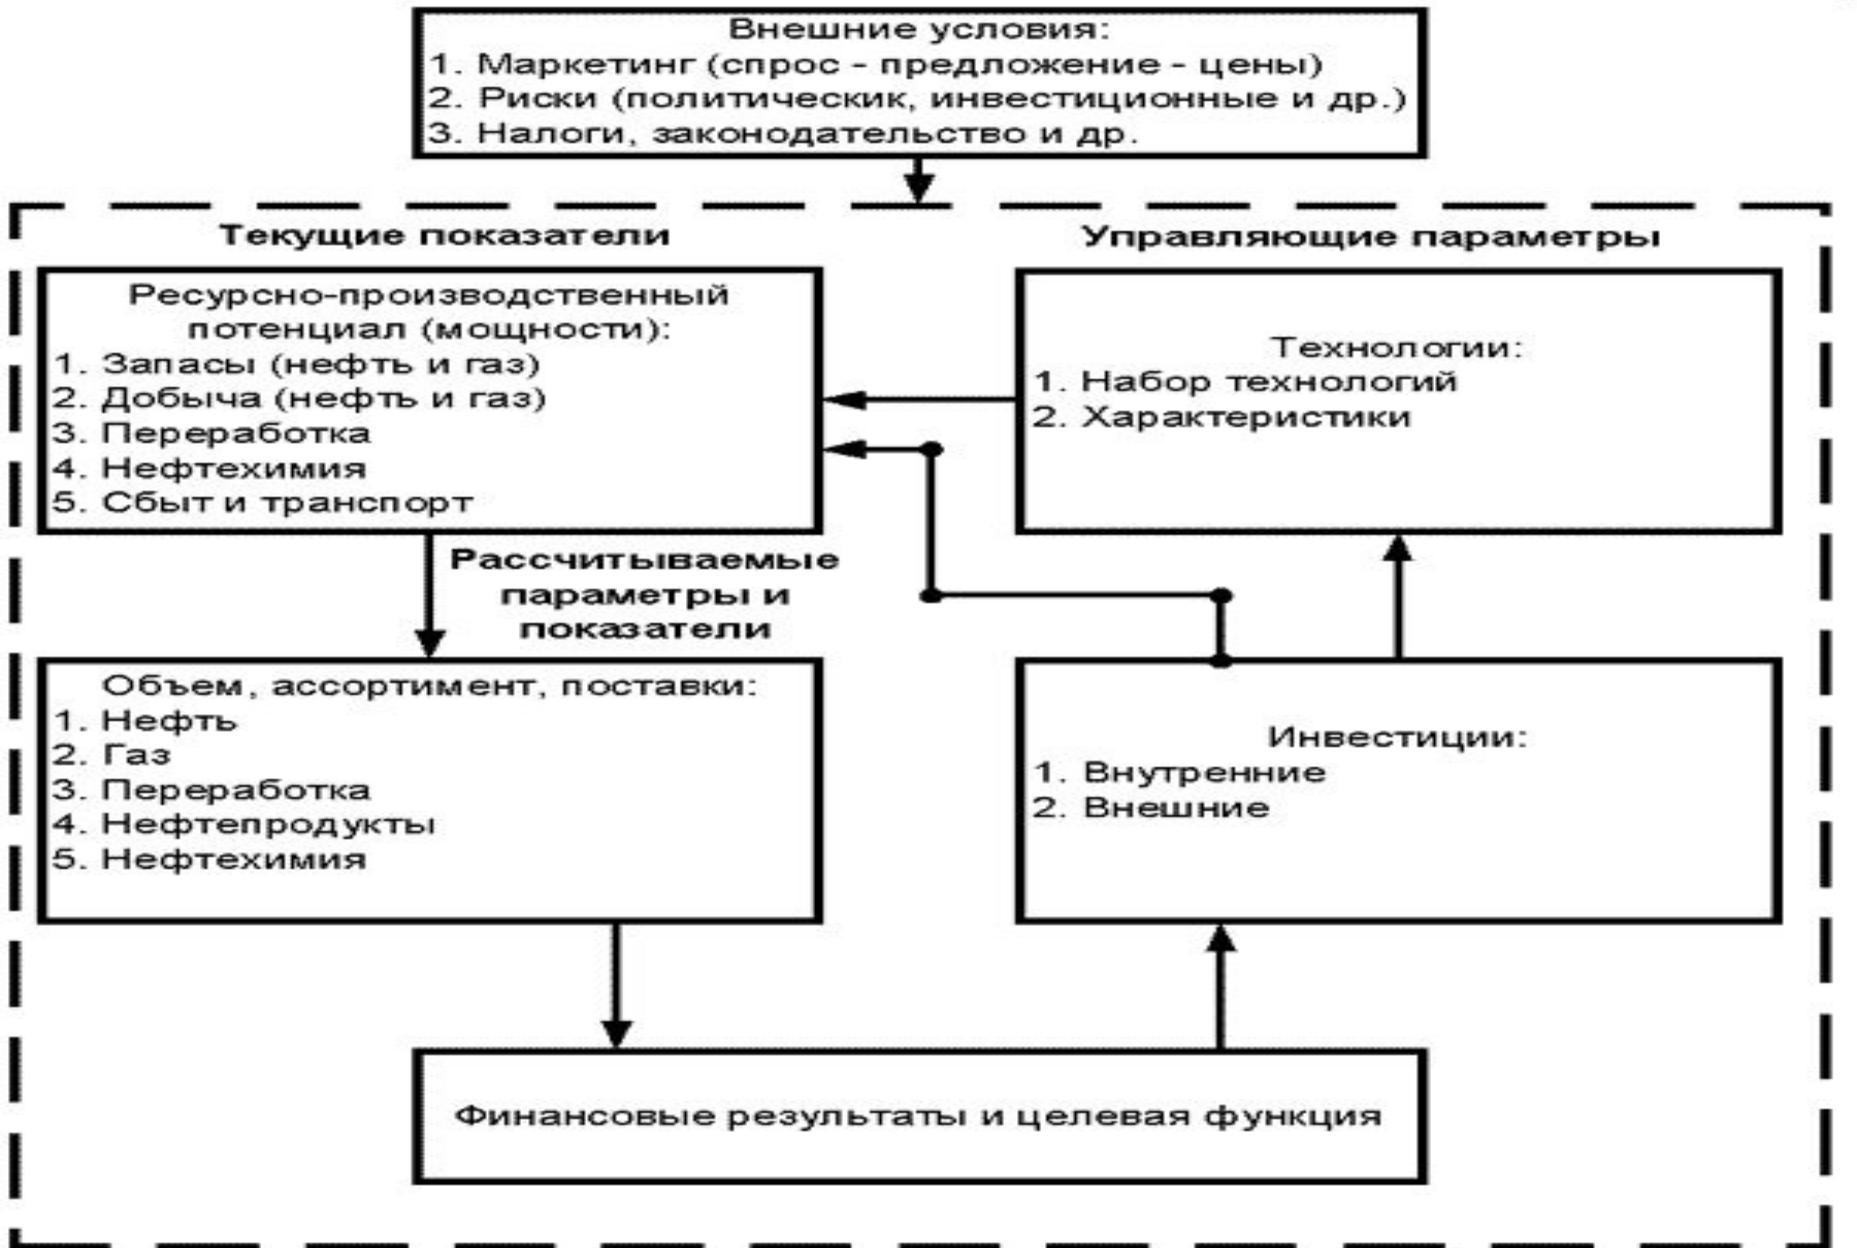 Внешние условия:
1. Маркетинг (спрос - предложение - цены)
2. Риски (политическик, инвестиционные и др.)
3. Налоги, законодательство и др.
Текущие показатели
Управляющие параметры
Ресурсно-производственный
потенциал (мощности):
1. Запасы (нефть и газ)
2. Добыча (нефть и газ)
3. Переработка
4. Нефтехимия
5. Сбыт и транспорт
Технологии:
1. Набор технологий
2. Характеристики
Рассчитываемые
параметры и
показатели
Объем, ассортимент, поставки:
1. Нефть
2. Газ
3. Переработка
4. Нефтепродукты
5. Нефтехимия
Инвестиции:
1. Внутренние
2. Внешние
Финансовые результаты и целевая функция